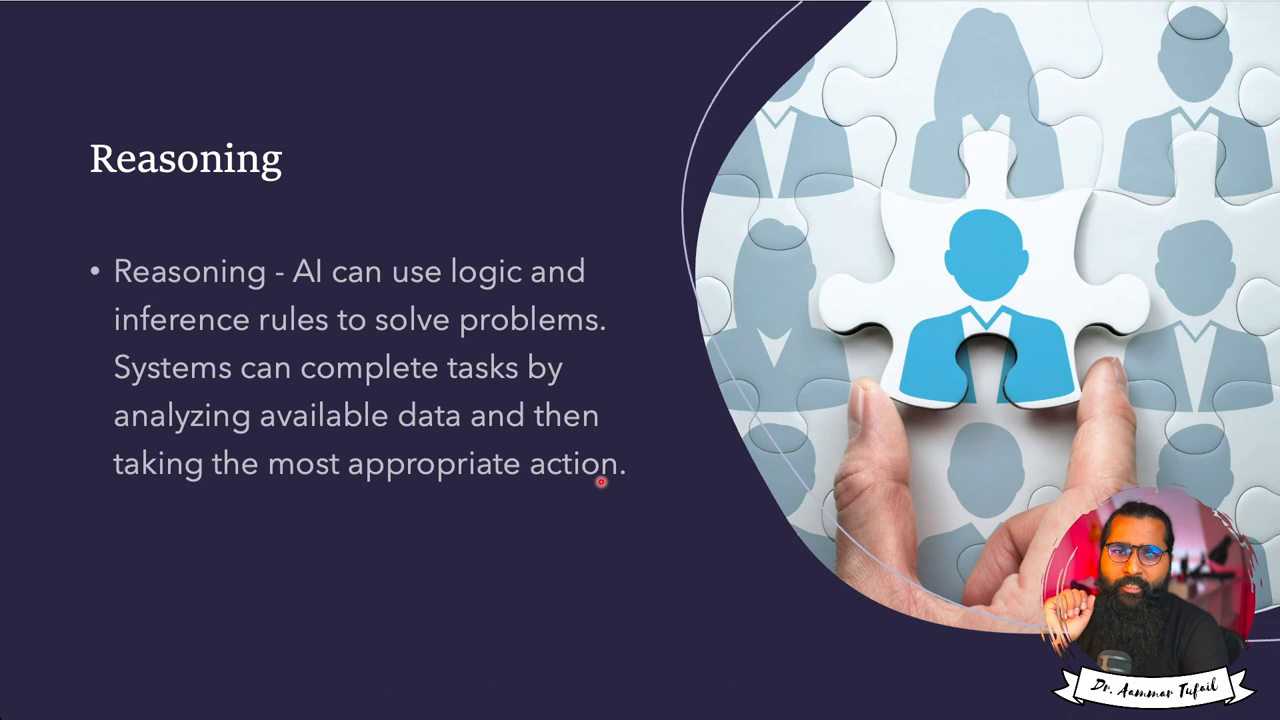 Reasoning
• Reasoning - AI can use logic and
inference rules to solve problems.
Systems can complete tasks by
analyzing available data and then
taking the most appropriate action.
Dr. Aammar Tufail